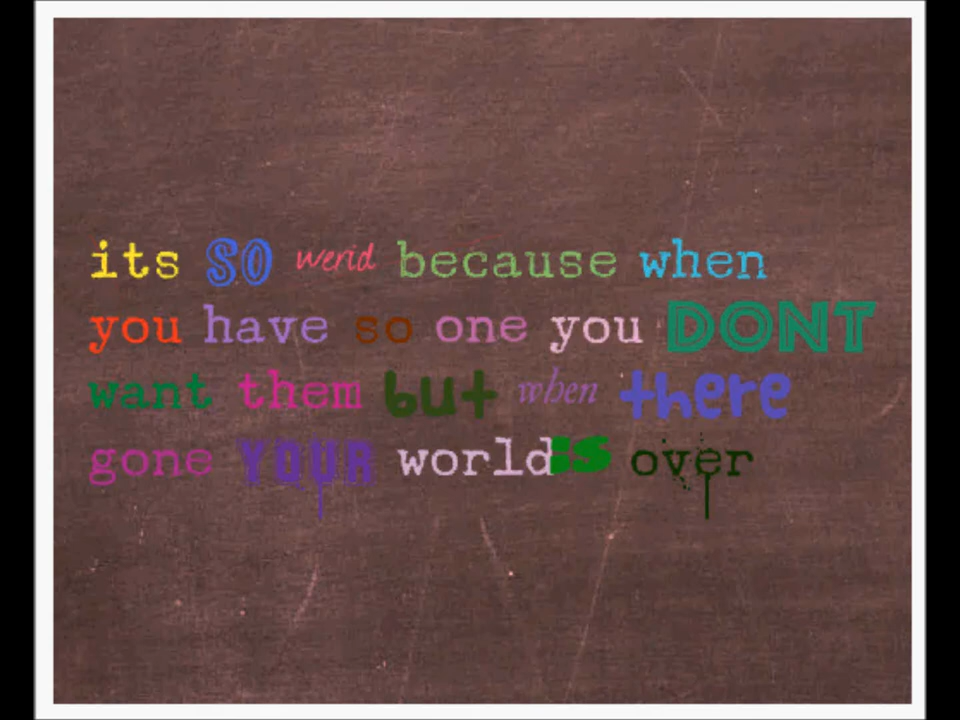 its SO werid because when
you have so one you DONT
want them but when there
gone YOUR world is over